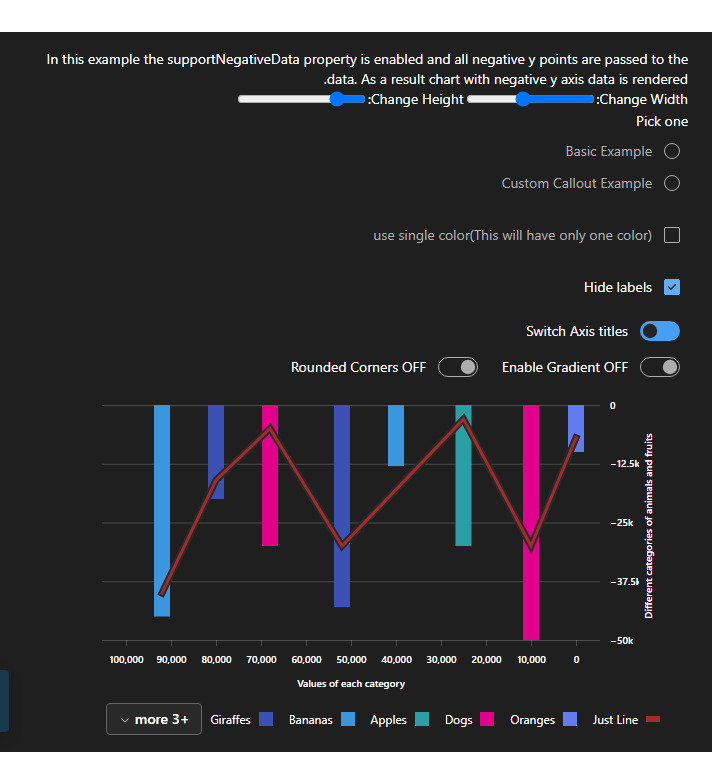 In this example the supportNegativeData property is enabled and all negative y points are passed to the
.data. As a result chart with negative y axis data is rendered
:Change Width
:Change Height
Pick one
Basic Example
Custom Callout Example
use single color(This will have only one color)
Hide labels
Switch Axis titles
Enable Gradient OFF
Rounded Corners OFF
0
−12.5k
−25k
−37.5k
−50k
Different categories of animals and fruits
100,000 90,000 80,000 70,000 60,000 50,000 40,000 30,000 20,000 10,000 0
Values of each category
more 3+ Giraffes Bananas Apples Dogs Oranges Just Line